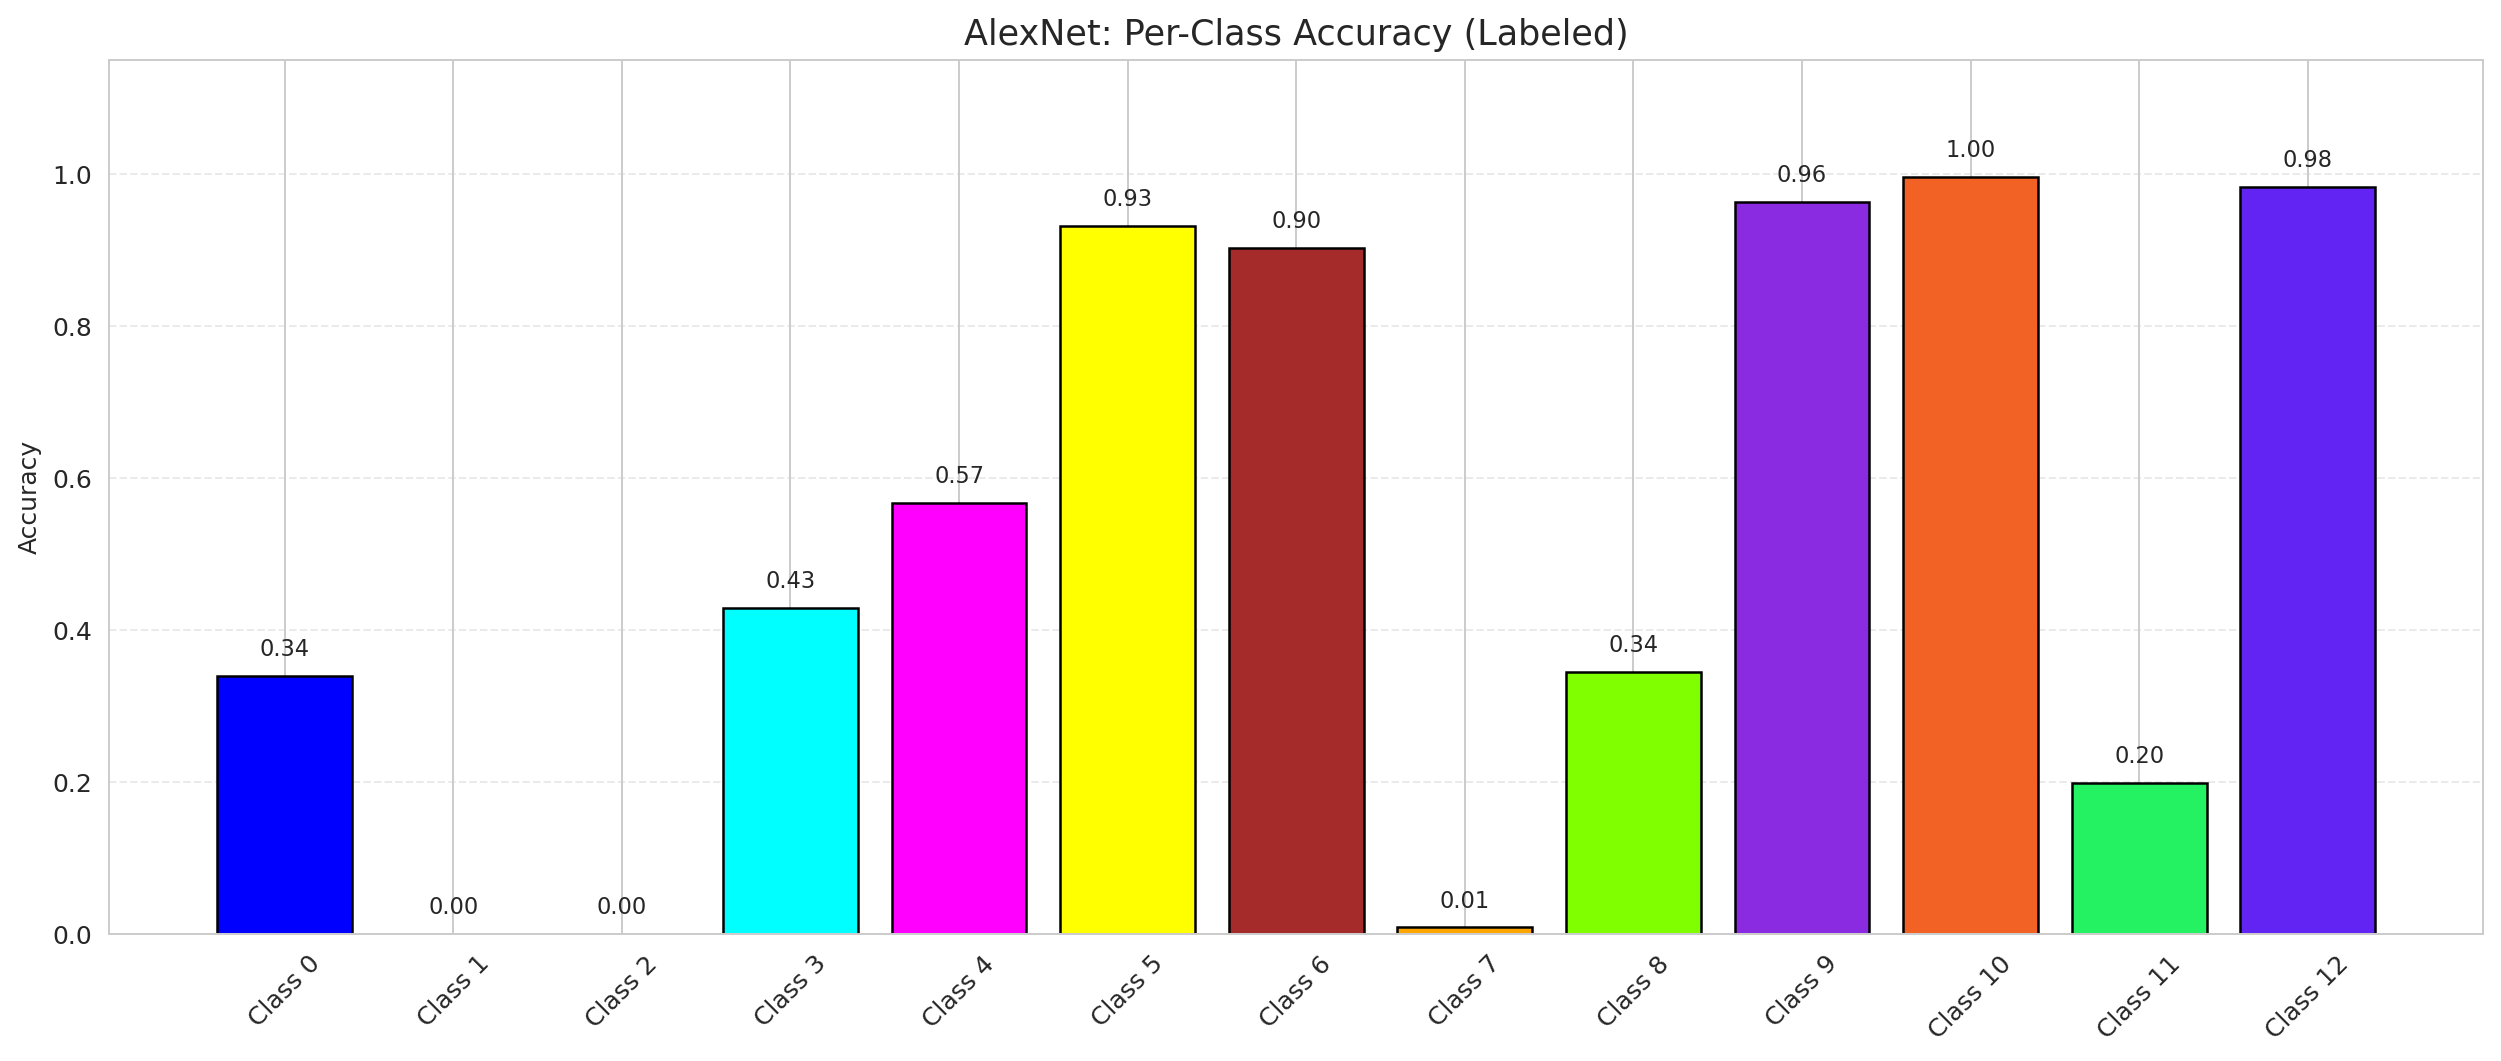 AlexNet: Per-Class Accuracy (Labeled)
Accuracy
1.0
0.8
0.6
0.4
0.2
0.0
0.34
0.00
0.00
0.43
0.57
0.93
0.90
0.01
0.34
0.96
1.00
0.20
0.98
Class 0
Class 1
Class 2
Class 3
Class 4
Class 5
Class 6
Class 7
Class 8
Class 9
Class 10
Class 11
Class 12